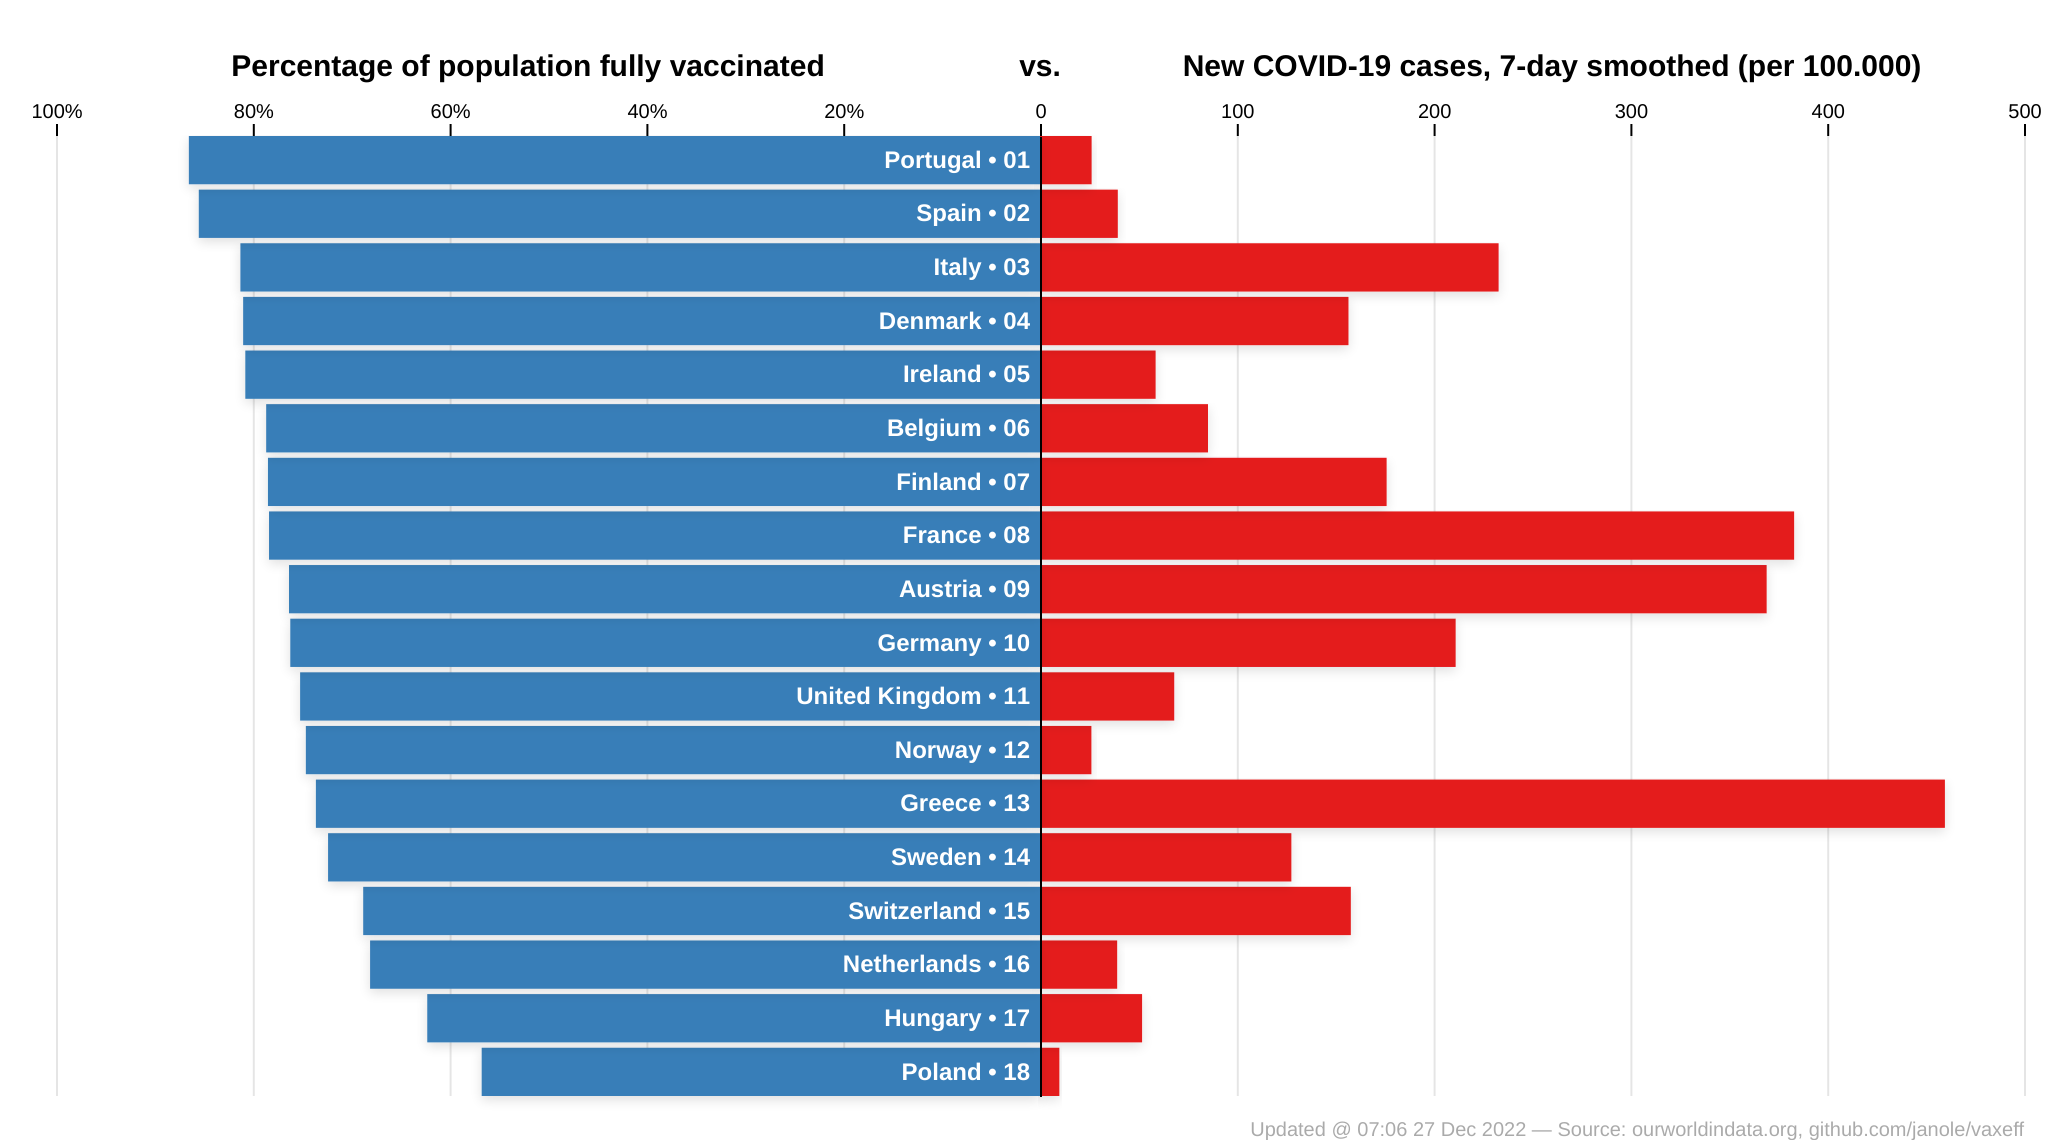 Percentage of population fully vaccinated vs. New COVID-19 cases, 7-day smoothed (per 100.000)
100% 80% 60% 40% 20% 0 100 200 300 400 500
Portugal • 01
Spain • 02
Italy • 03
Denmark • 04
Ireland • 05
Belgium • 06
Finland • 07
France • 08
Austria • 09
Germany • 10
United Kingdom • 11
Norway • 12
Greece • 13
Sweden • 14
Switzerland • 15
Netherlands • 16
Hungary • 17
Poland • 18
Updated @ 07:06 27 Dec 2022 — Source: ourworldindata.org, github.com/janole/vaxeff